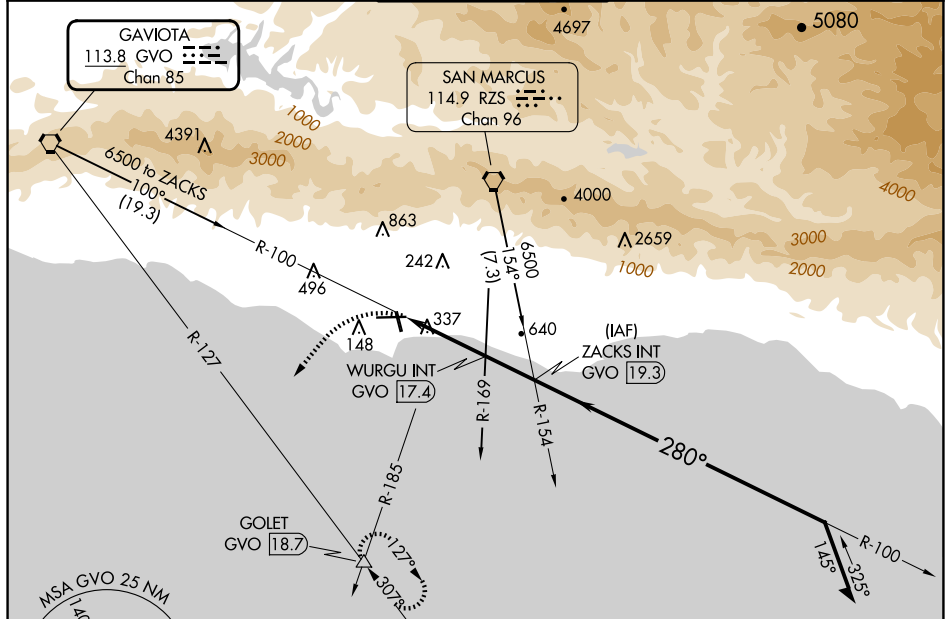 4697
5080
GAVIOTA
113.8 GVO
Chan 85
SAN MARCUS
114.9 RZS
Chan 96
1000
2000
3000
4391
6500 to ZACKS
100°
(19.3)
R-100
863
242
496
4000
4000
2659
3000
2000
1000
6500
154°
(7.3)
337
148
640
(IAF)
ZACKS INT
GVO 19.3
WURGU INT
GVO 17.4
R-127
R-169
R-154
R-185
280°
GOLET
GVO 18.7
127°
307°
R-100
145°
325°
MSA GVO 25 NM